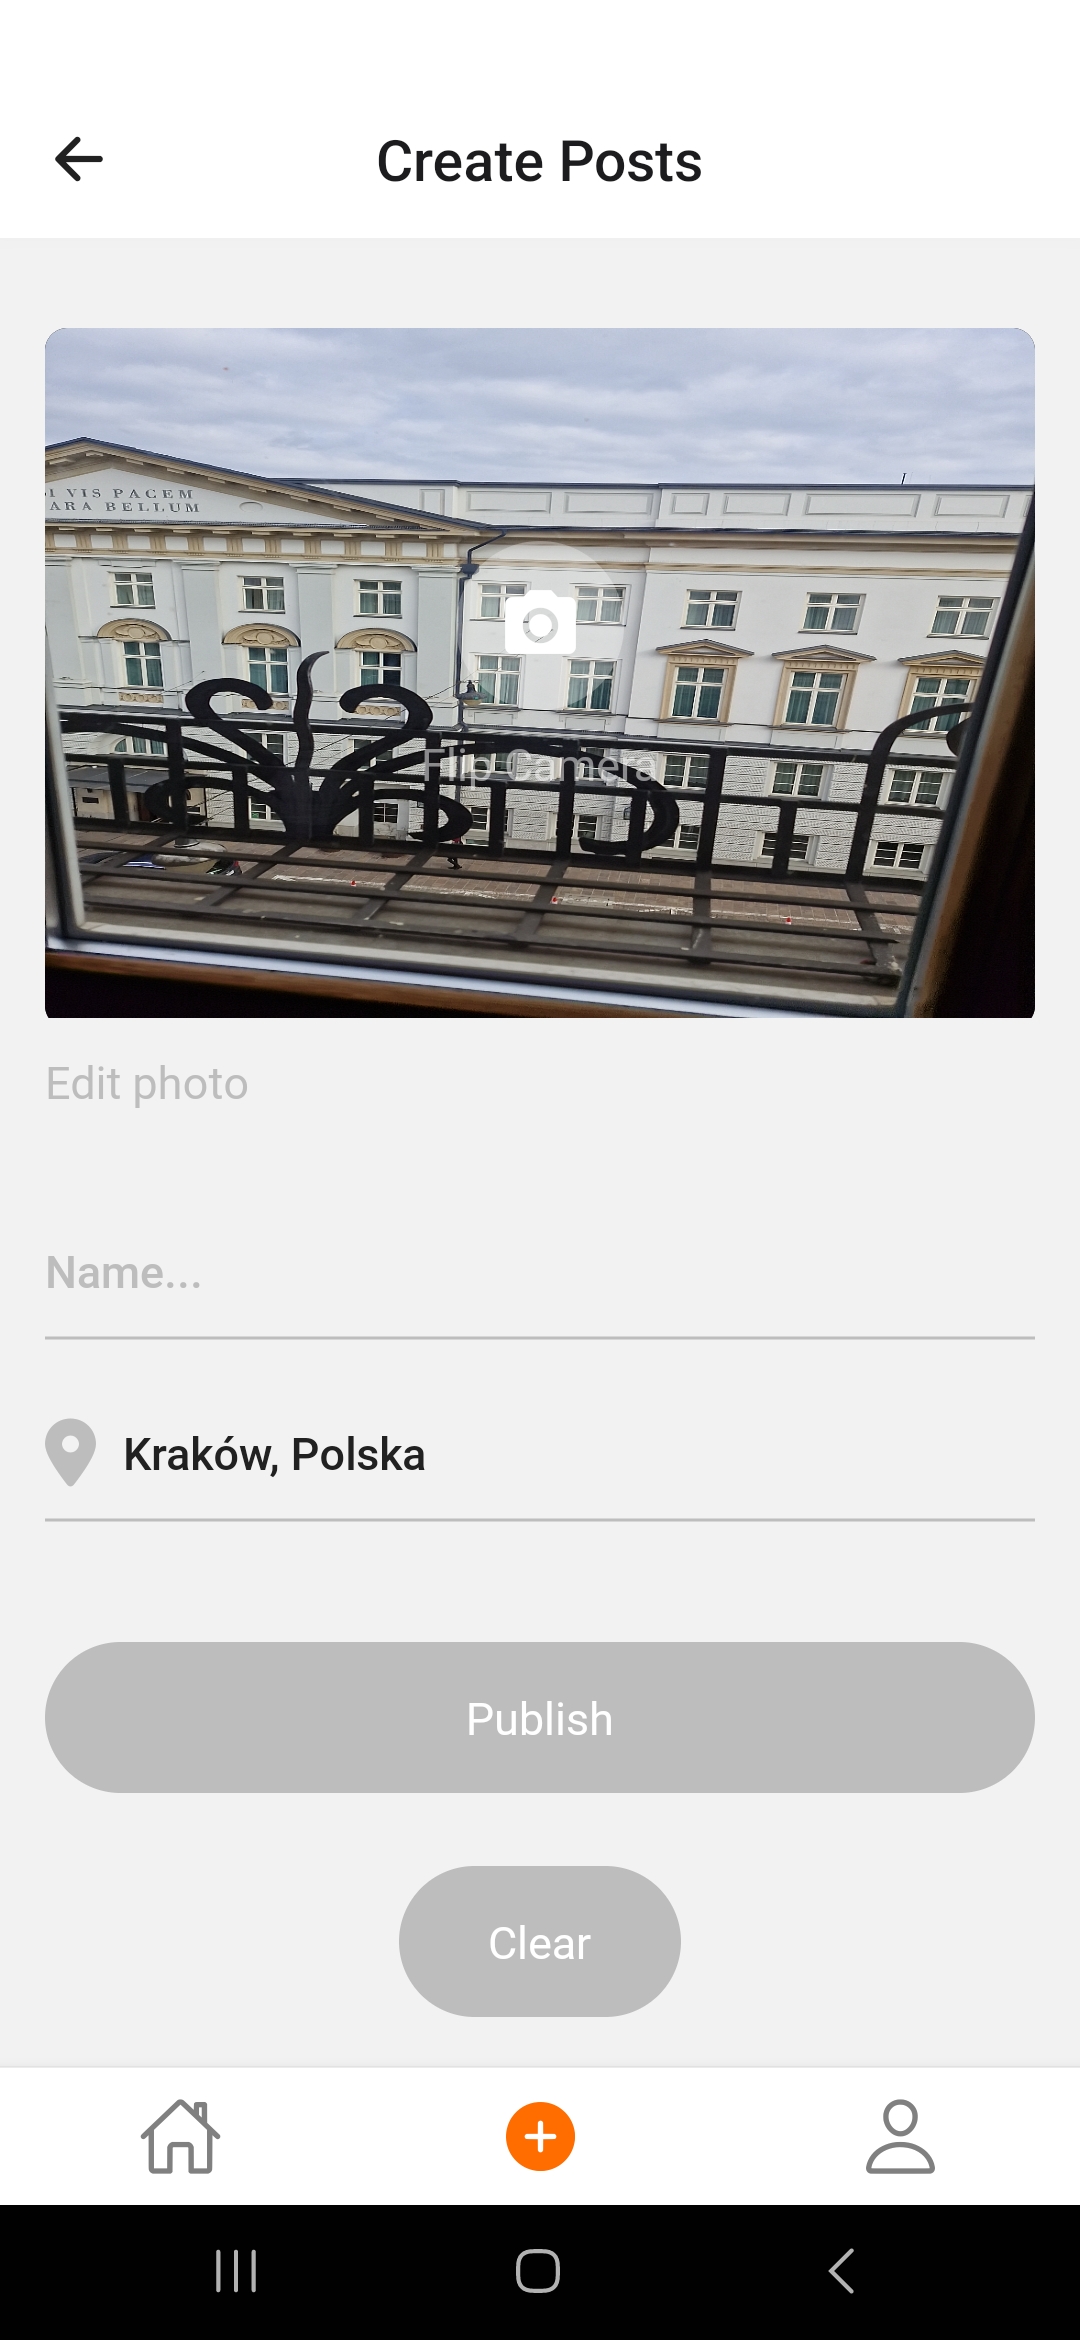 Create Posts
VIS PACEM
ARA BELLUM
Flip Camera
Edit photo
Name...
Kraków, Polska
Publish
Clear